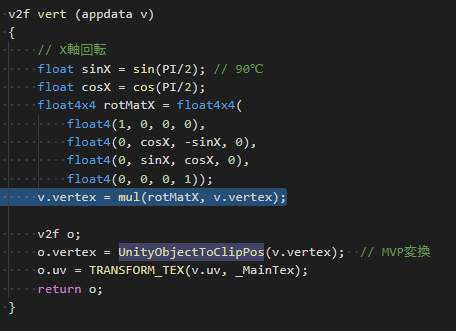 v2f vert (appdata v)
{
// X軸回転
float sinX = sin(PI/2); // 90℃
float cosX = cos(PI/2);
float4x4 rotMatX = float4x4(
float4(1, 0, 0, 0),
float4(0, cosX, -sinX, 0),
float4(0, sinX, cosX, 0),
float4(0, 0, 0, 1));
v.vertex = mul(rotMatX, v.vertex);
v2f o;
o.vertex = UnityObjectToClipPos(v.vertex); // MVP変換
o.uv = TRANSFORM_TEX(v.uv, _MainTex);
return o;
}